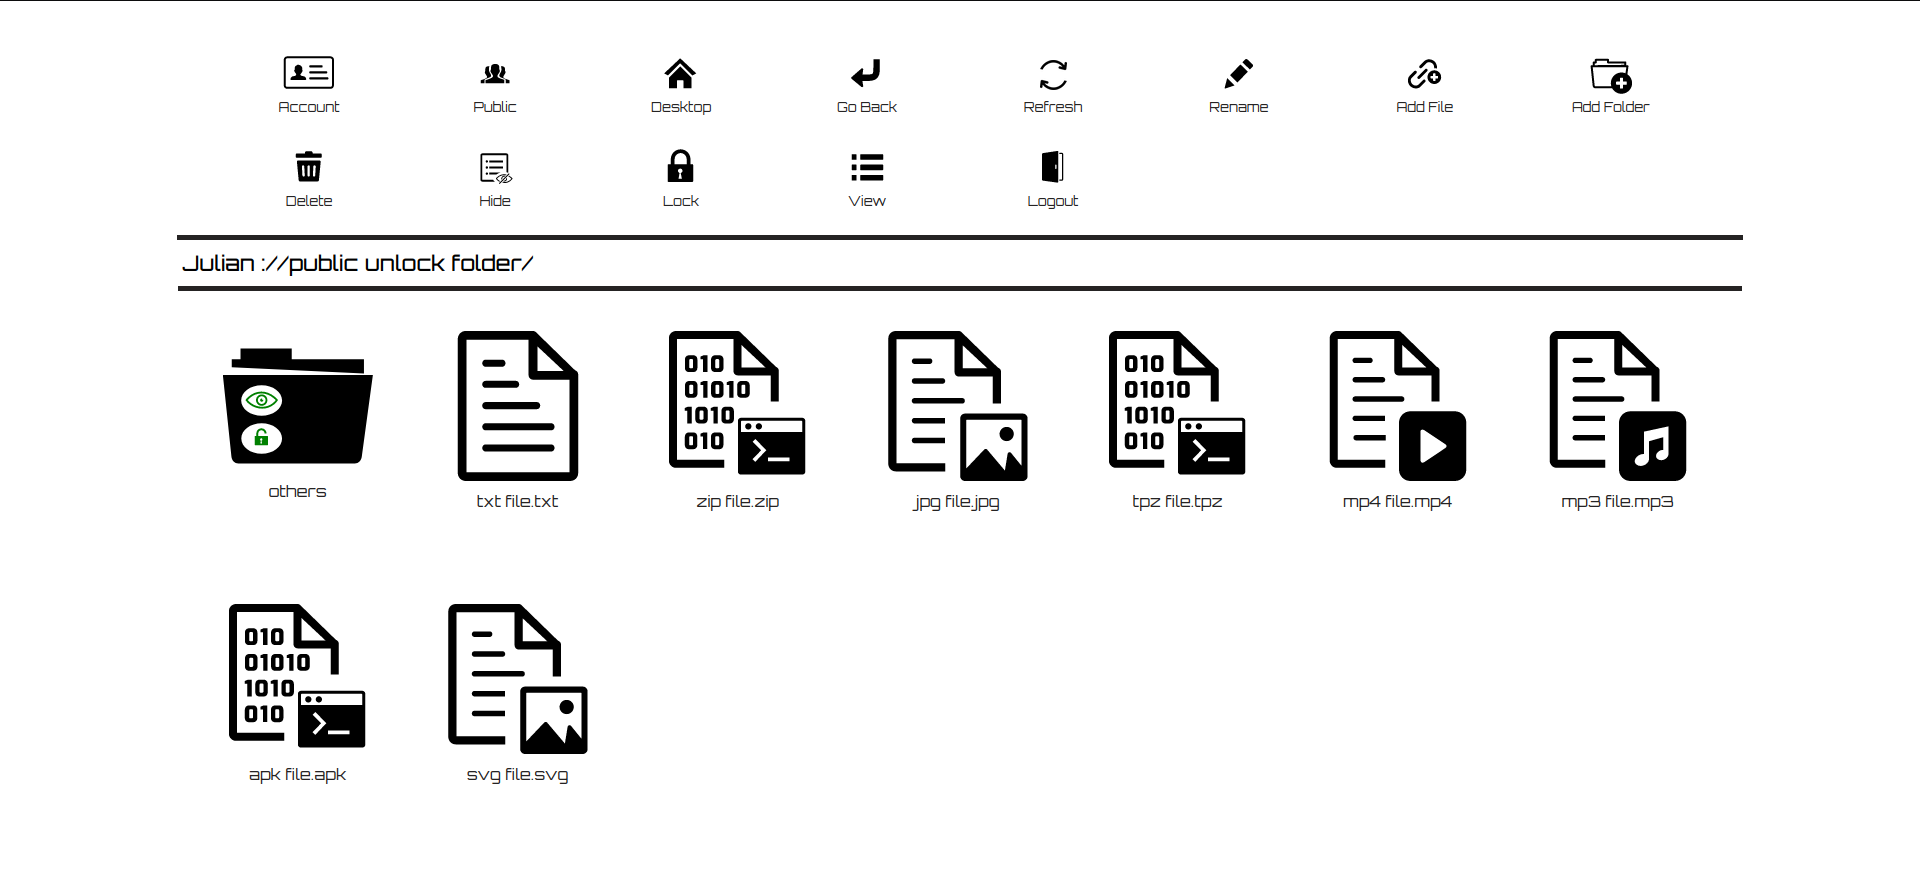 Account Public Desktop Go Back Refresh Rename Add File Add Folder
Delete Hide Lock View Logout
Julian ://public unlock folder/
010 010
01010 01010
1010 1010
010 010
others txt file.txt zip file.zip jpg file.jpg tpz file.tpz mp4 file.mp4 mp3 file.mp3
010
01010
1010
010
apk file.apk svg file.svg